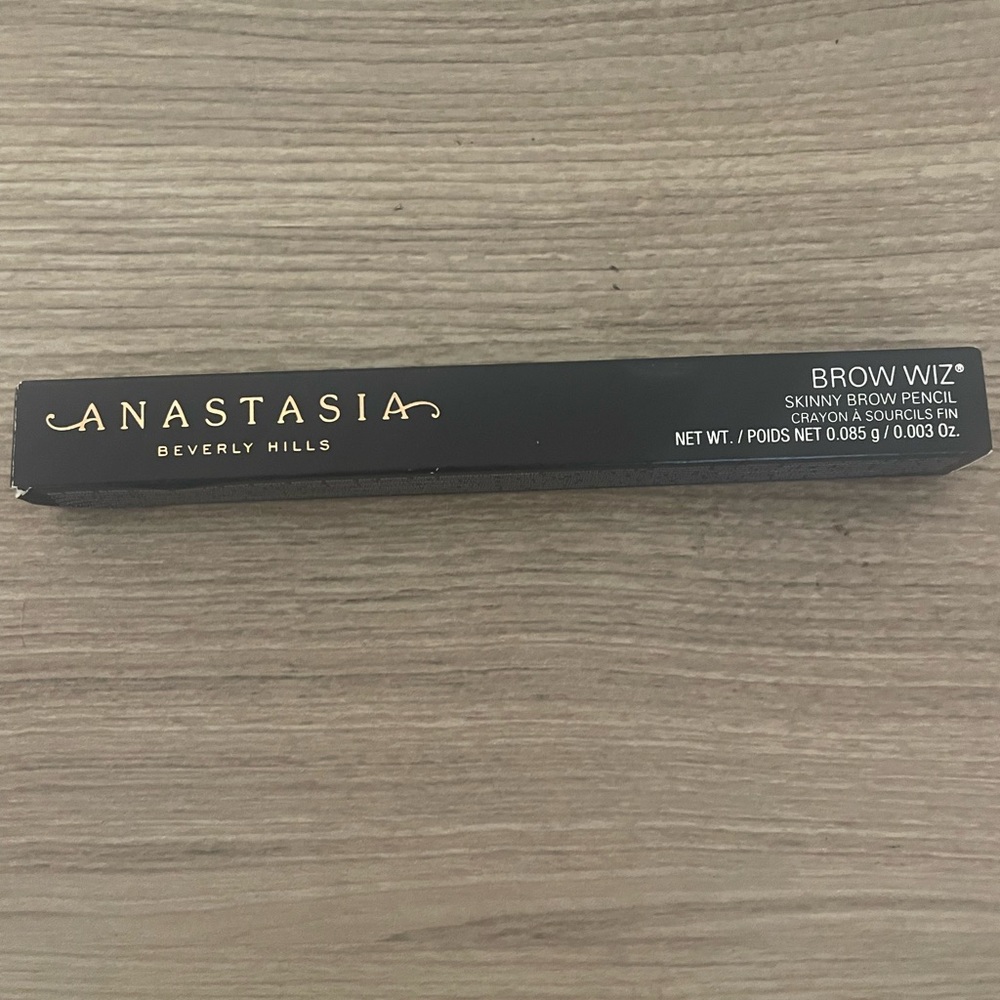 ANASTASIA
BEVERLY HILLS
BROW WIZ®
SKINNY BROW PENCIL
CRAYON À SOURCILS FIN
NET WT. / POIDS NET 0.085 g / 0.003 Oz.